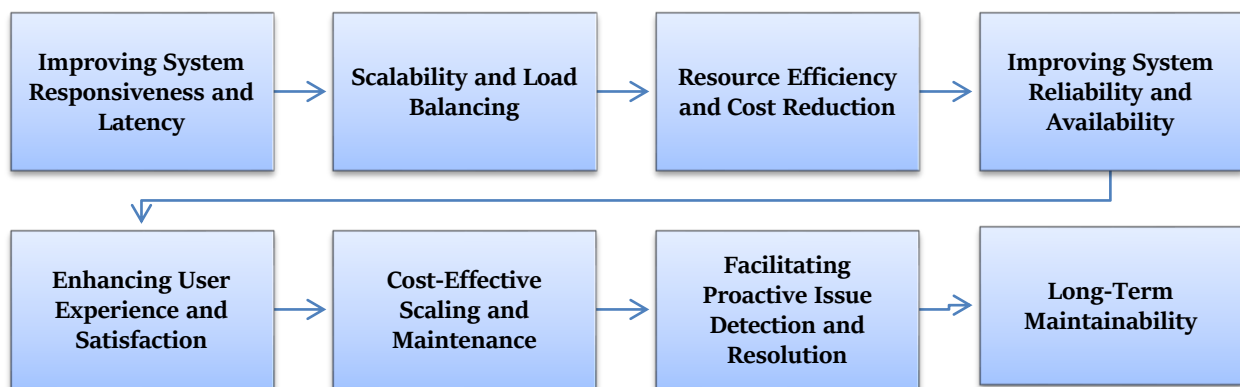 Improving System
Responsiveness and
Latency
Scalability and Load
Balancing
Resource Efficiency
and Cost Reduction
Improving System
Reliability and
Availability
Enhancing User
Experience and
Satisfaction
Cost-Effective
Scaling and
Maintenance
Facilitating
Proactive Issue
Detection and
Resolution
Long-Term
Maintainability